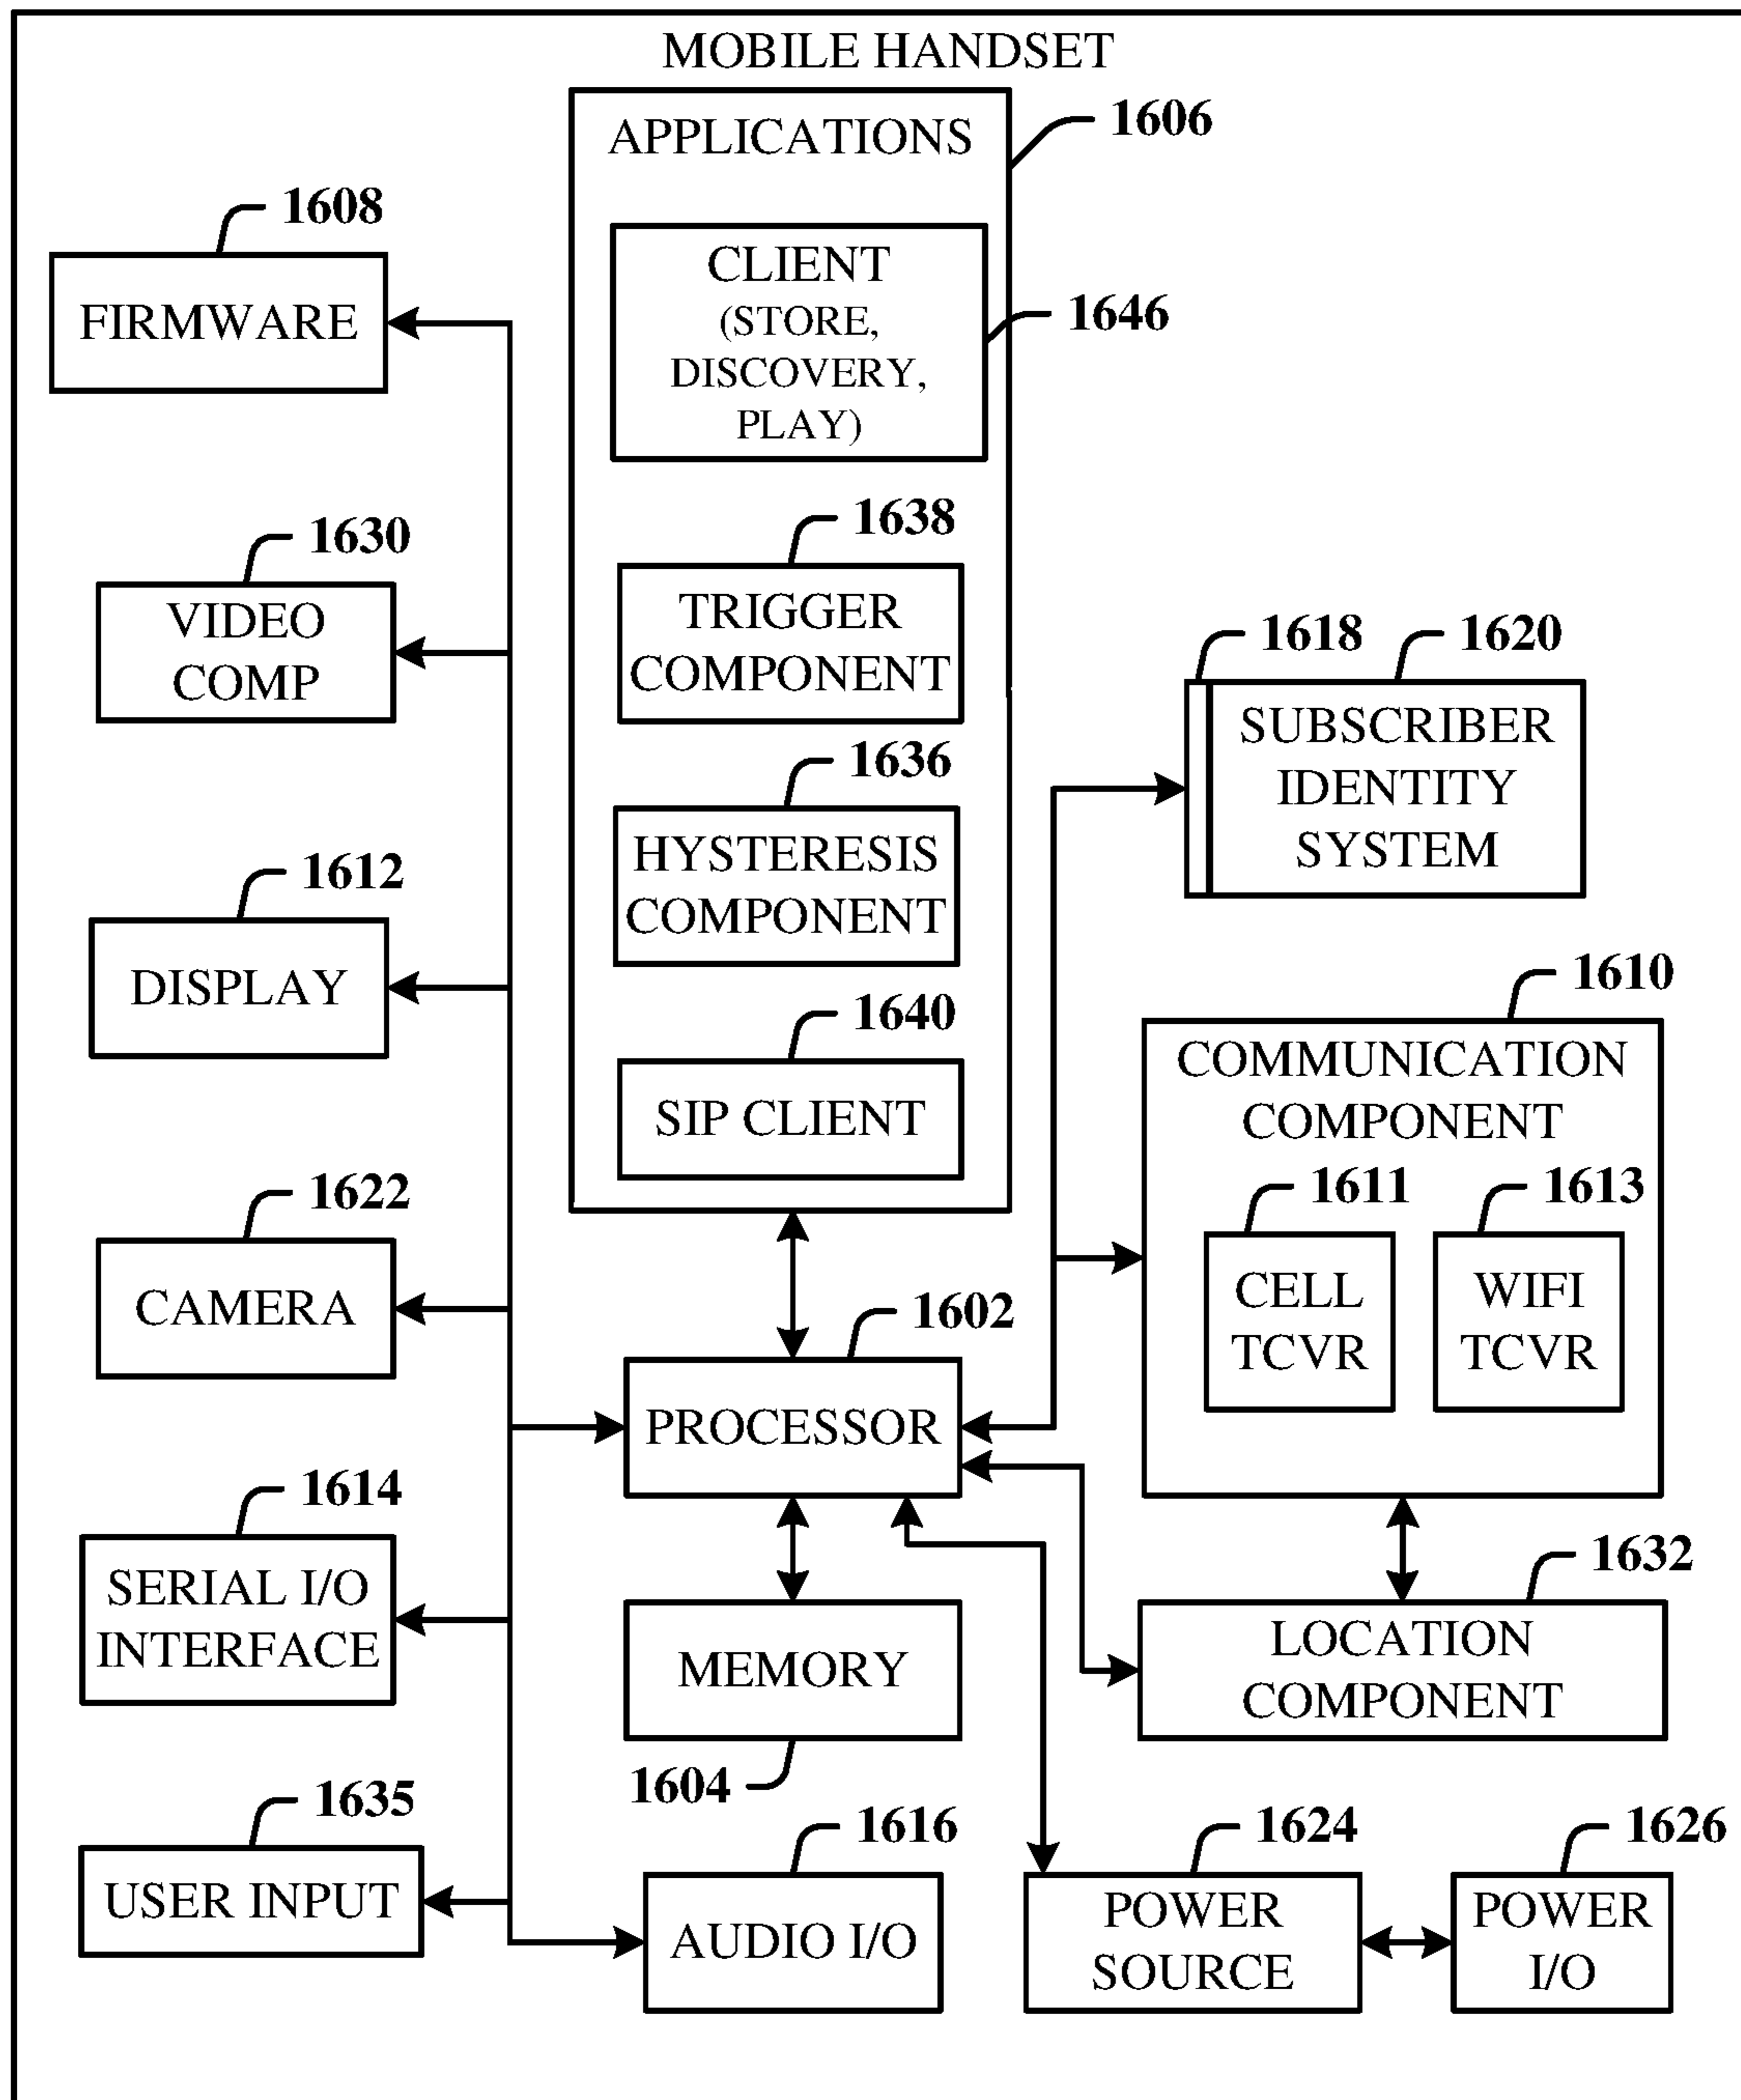 MOBILE HANDSET
APPLICATIONS
1606
1608
FIRMWARE
CLIENT
(STORE,
DISCOVERY,
PLAY)
1646
1630
VIDEO
COMP
1638
TRIGGER
COMPONENT
1636
HYSTERESIS
COMPONENT
1618
1620
SUBSCRIBER
IDENTITY
SYSTEM
1612
DISPLAY
1640
SIP CLIENT
1610
COMMUNICATION
COMPONENT
1611
CELL
TCVR
1613
WIFI
TCVR
1622
CAMERA
1602
PROCESSOR
1614
SERIAL I/O
INTERFACE
MEMORY
1604
1632
LOCATION
COMPONENT
1635
USER INPUT
1616
AUDIO I/O
1624
POWER
SOURCE
1626
POWER
I/O